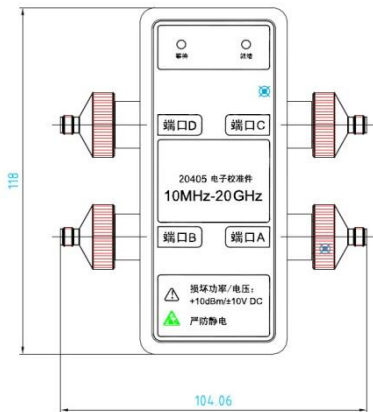 等待 就绪
端口D 端口C
20405 电子校准件
10MHz-20GHz
端口B 端口A
损坏功率/电压:
+10dBm/±10V DC
严防静电
118
104.06